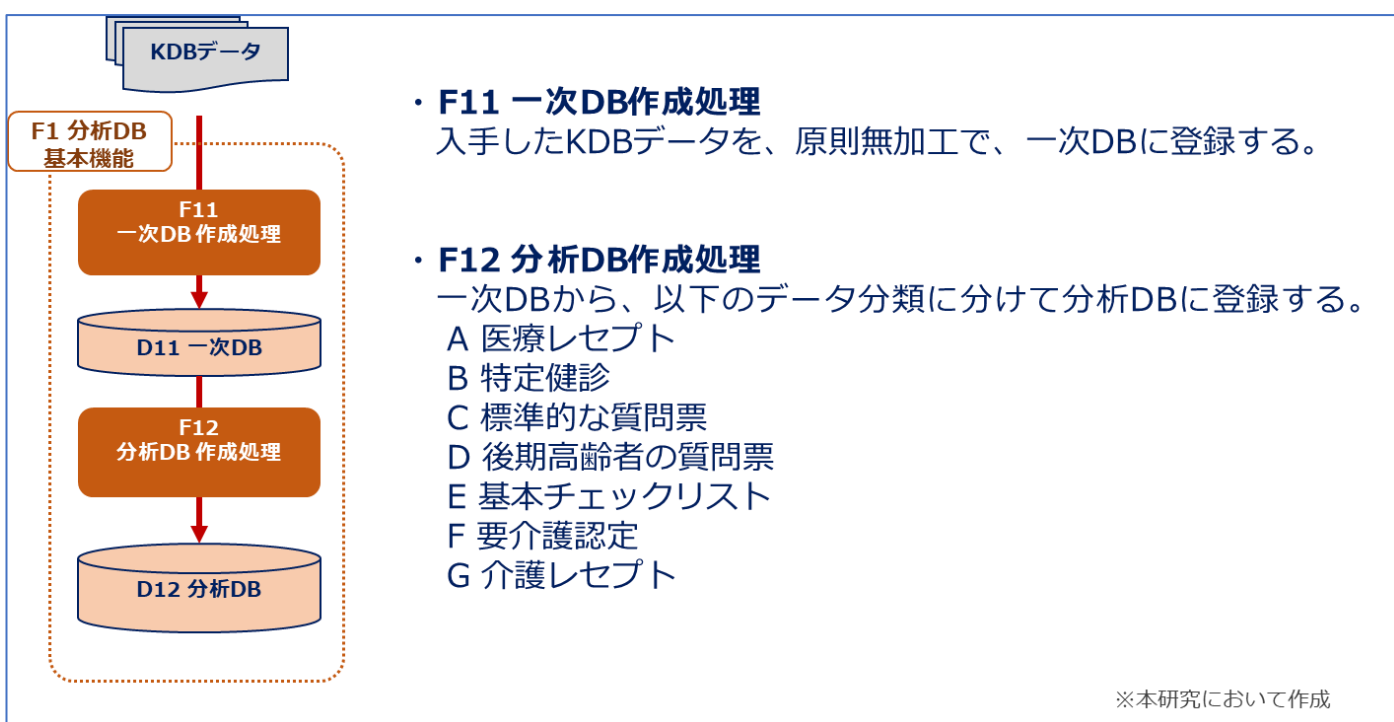 KDBデータ
F1 分析DB
基本機能
F11
一次DB 作成処理
D11 一次DB
F12
分析DB 作成処理
D12 分析DB
・F11 一次DB作成処理
入手したKDBデータを、原則無加工で、一次DBに登録する。
・F12 分析DB作成処理
一次DBから、以下のデータ分類に分けて分析DBに登録する。
A 医療レセプト
B 特定健診
C 標準的な質問票
D 後期高齢者の質問票
E 基本チェックリスト
F 要介護認定
G 介護レセプト
※本研究において作成